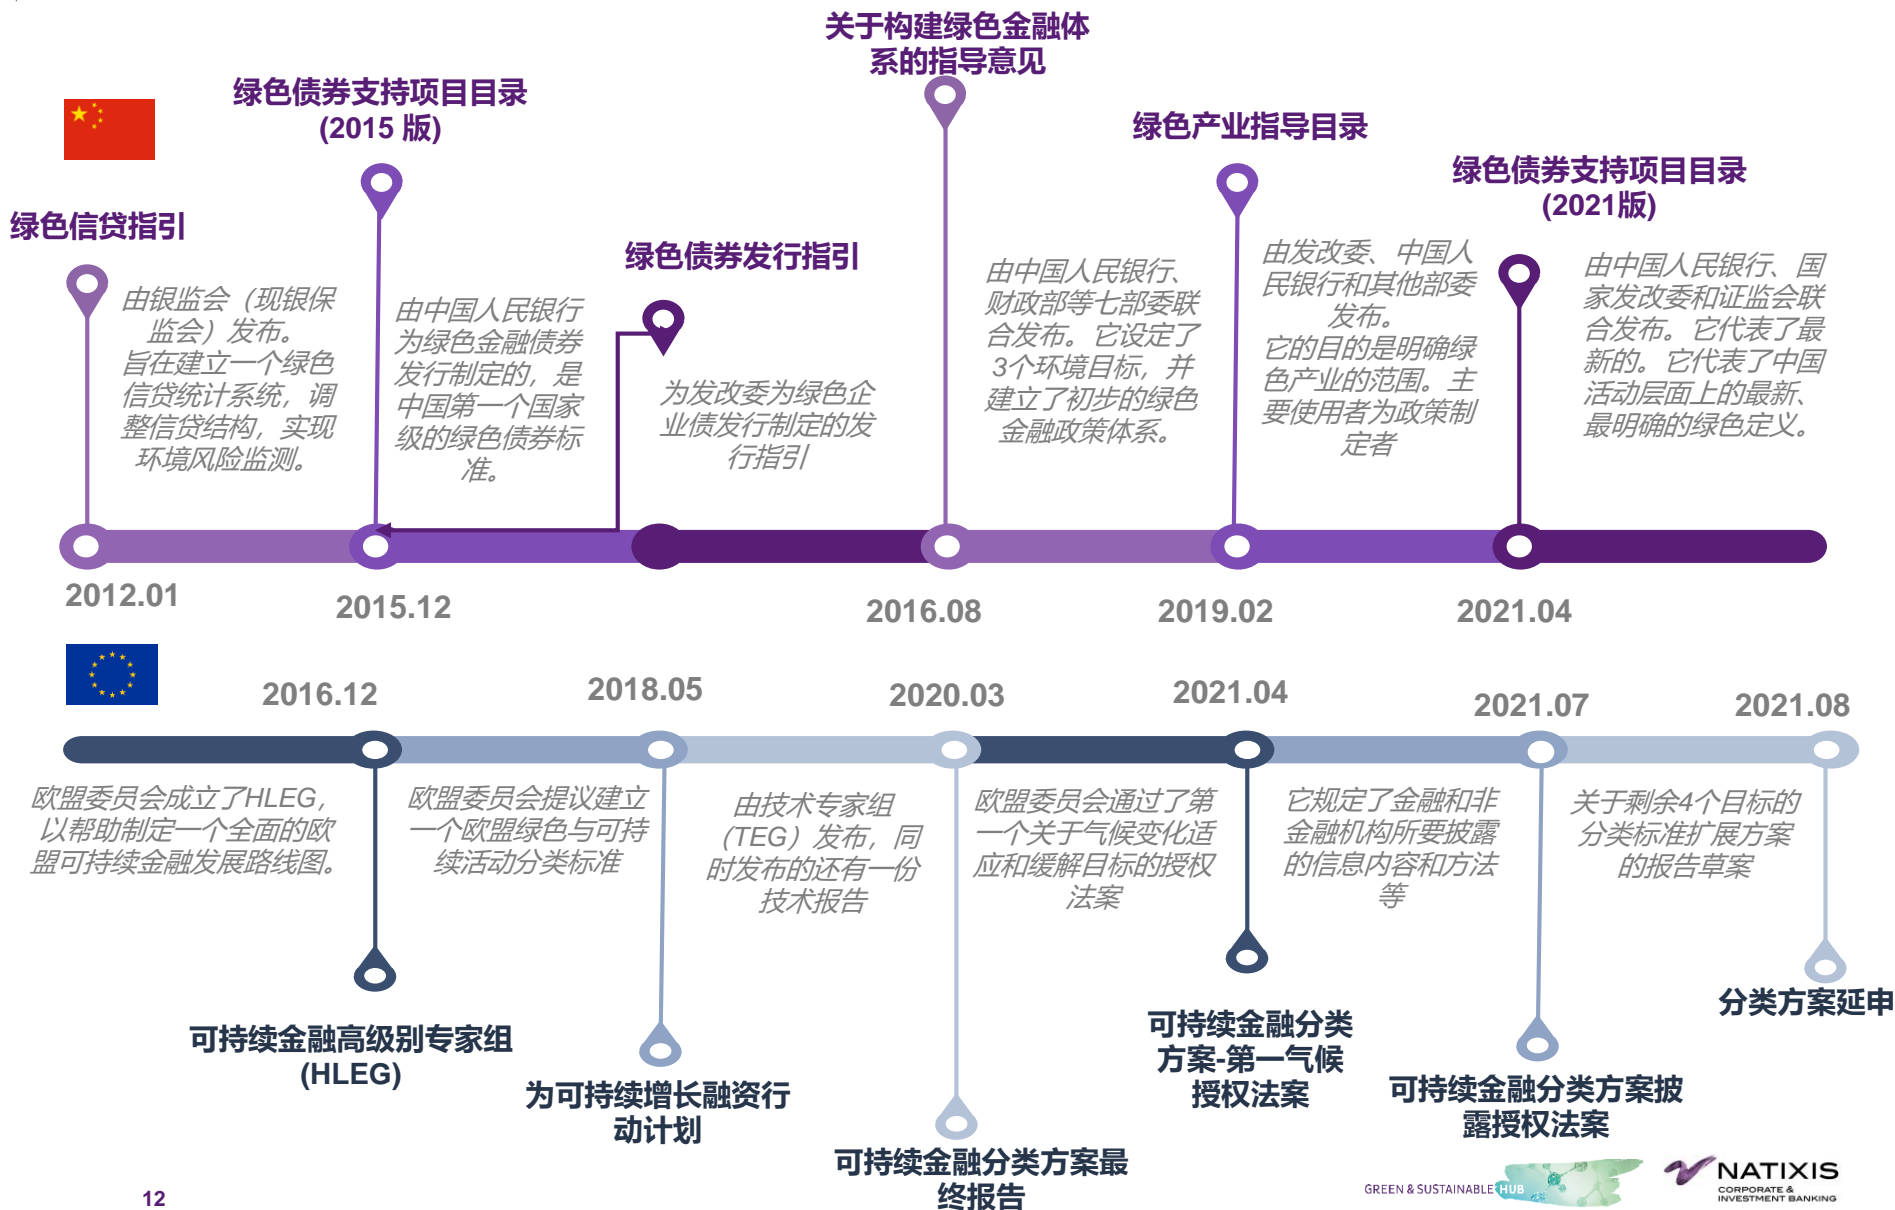 关于构建绿色金融体
系的指导意见
绿色债券支持项目目录
(2015 版)
绿色产业指导目录
绿色债券支持项目目录
(2021版)
绿色信贷指引
绿色债券发行指引
由银监会（现银保
监会）发布。
旨在建立一个绿色
信贷统计系统，调
整信贷结构，实现
环境风险监测。
由中国人民银行
为绿色金融债券
发行制定的，是
中国第一个国家
级的绿色债券标
准。
为发改委为绿色企
业债发行制定的发
行指引
由中国人民银行、
财政部等七部委联
合发布。它设定了
3个环境目标，并
建立了初步的绿色
金融政策体系。
由发改委、中国人
民银行和其他部委
发布。
它的目的是明确绿
色产业的范围。主
要使用者为政策制
定者
由中国人民银行、国
家发改委和证监会联
合发布。它代表了最
新的。它代表了中国
活动层面上的最新、
最明确的绿色定义。
2012.01
2015.12
2016.08
2019.02
2021.04
2016.12
2018.05
2020.03
2021.04
2021.07
2021.08
欧盟委员会成立了HLEG，
以帮助制定一个全面的欧
盟可持续金融发展路线图。
欧盟委员会提议建立
一个欧盟绿色与可持
续活动分类标准
由技术专家组
（TEG）发布，同
时发布的还有一份
技术报告
欧盟委员会通过了第
一个关于气候变化适
应和缓解目标的授权
法案
它规定了金融和非
金融机构所要披露
的信息内容和方法
等
关于剩余4个目标的
分类标准扩展方案
的报告草案
可持续金融高级别专家组
(HLEG)
为可持续增长融资行
动计划
可持续金融分类方案最
终报告
可持续金融分类
方案-第一气候
授权法案
可持续金融分类方案披
露授权法案
分类方案延申
12
GREEN & SUSTAINABLE HUB
NATIXIS
CORPORATE &
INVESTMENT BANKING